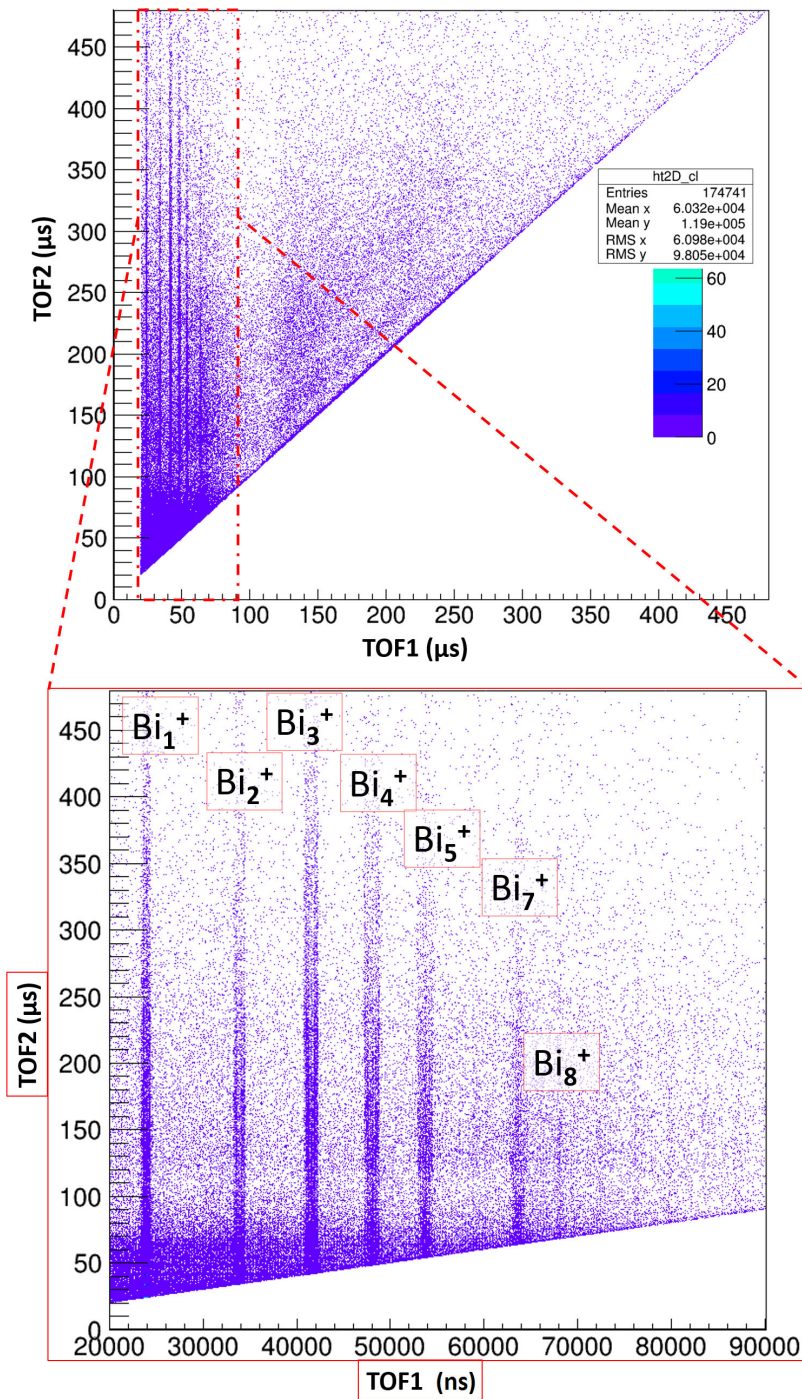 TOF2 (µs)
450
400
350
300
250
200
150
100
50
0
ht2D_cl
Entries 174741
Mean x 6.032e+004
Mean y 1.19e+005
RMS x 6.098e+004
RMS y 9.805e+004
60
40
20
0
0 50 100 150 200 250 300 350 400 450
TOF1 (µs)
TOF2 (µs)
450
400
350
300
250
200
150
100
50
0
Bi₁⁺
Bi₂⁺
Bi₃⁺
Bi₄⁺
Bi₅⁺
Bi₇⁺
Bi₈⁺
20000 30000 40000 50000 60000 70000 80000 90000
TOF1 (ns)